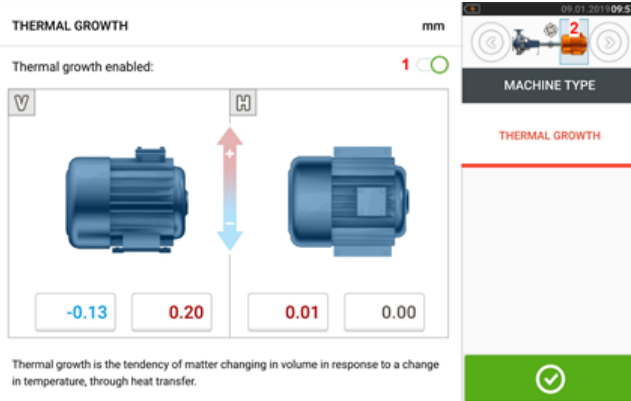 THERMAL GROWTH
mm
Thermal growth enabled:
1
V
H
+
-
-0.13
0.20
0.01
0.00
Thermal growth is the tendency of matter changing in volume in response to a change
in temperature, through heat transfer.
09.01.2019 09:5
2
MACHINE TYPE
THERMAL GROWTH